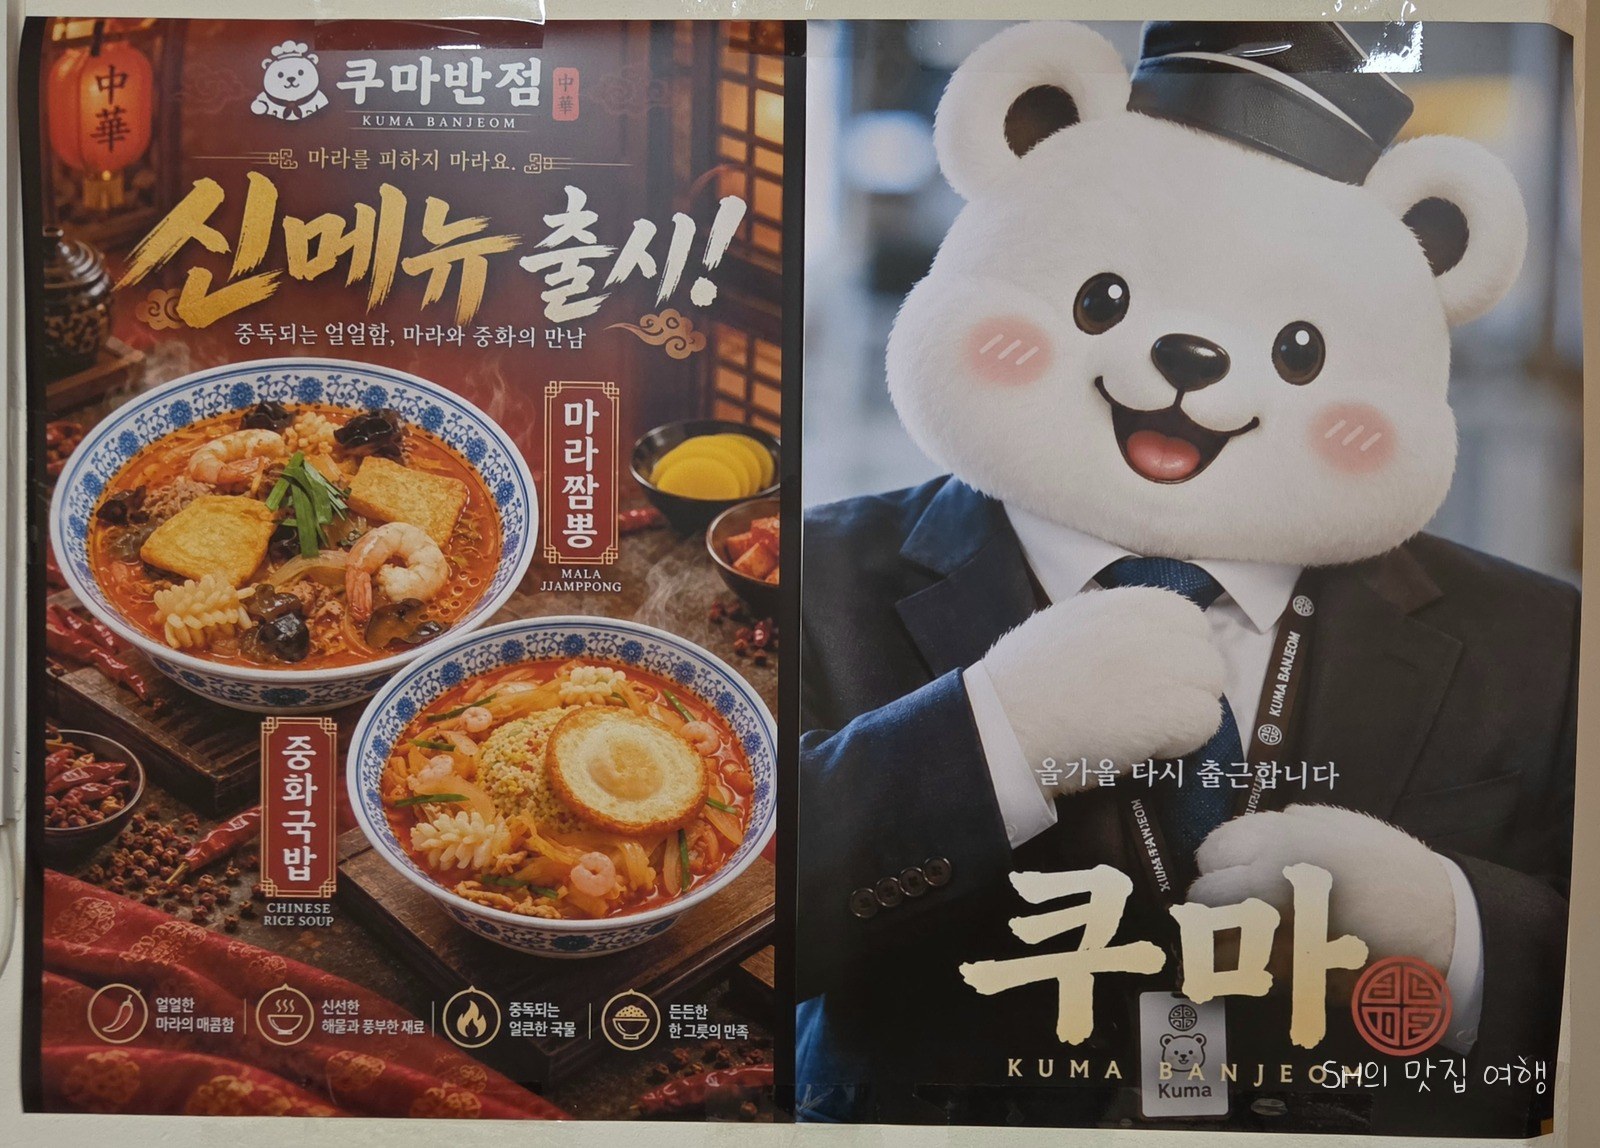 中華
쿠마반점
中華
KUMA BANJEOM
마라를 피하지 마라요.
신메뉴 출시!
중독되는 얼얼함, 마라와 중화의 만남
마라짬뽕
MALA
JJAMPPONG
중화국밥
CHINESE
RICE SOUP
얼얼한
마라의 매콤함
신선한
해물과 풍부한 재료
중독되는
얼큰한 국물
든든한
한 그릇의 만족
KUMA BANJEOM
올가올 타시 출근합니다
KUMA BANJEOM
쿠마
KUMA BANJEOM
Kuma
SH의 맛집 여행